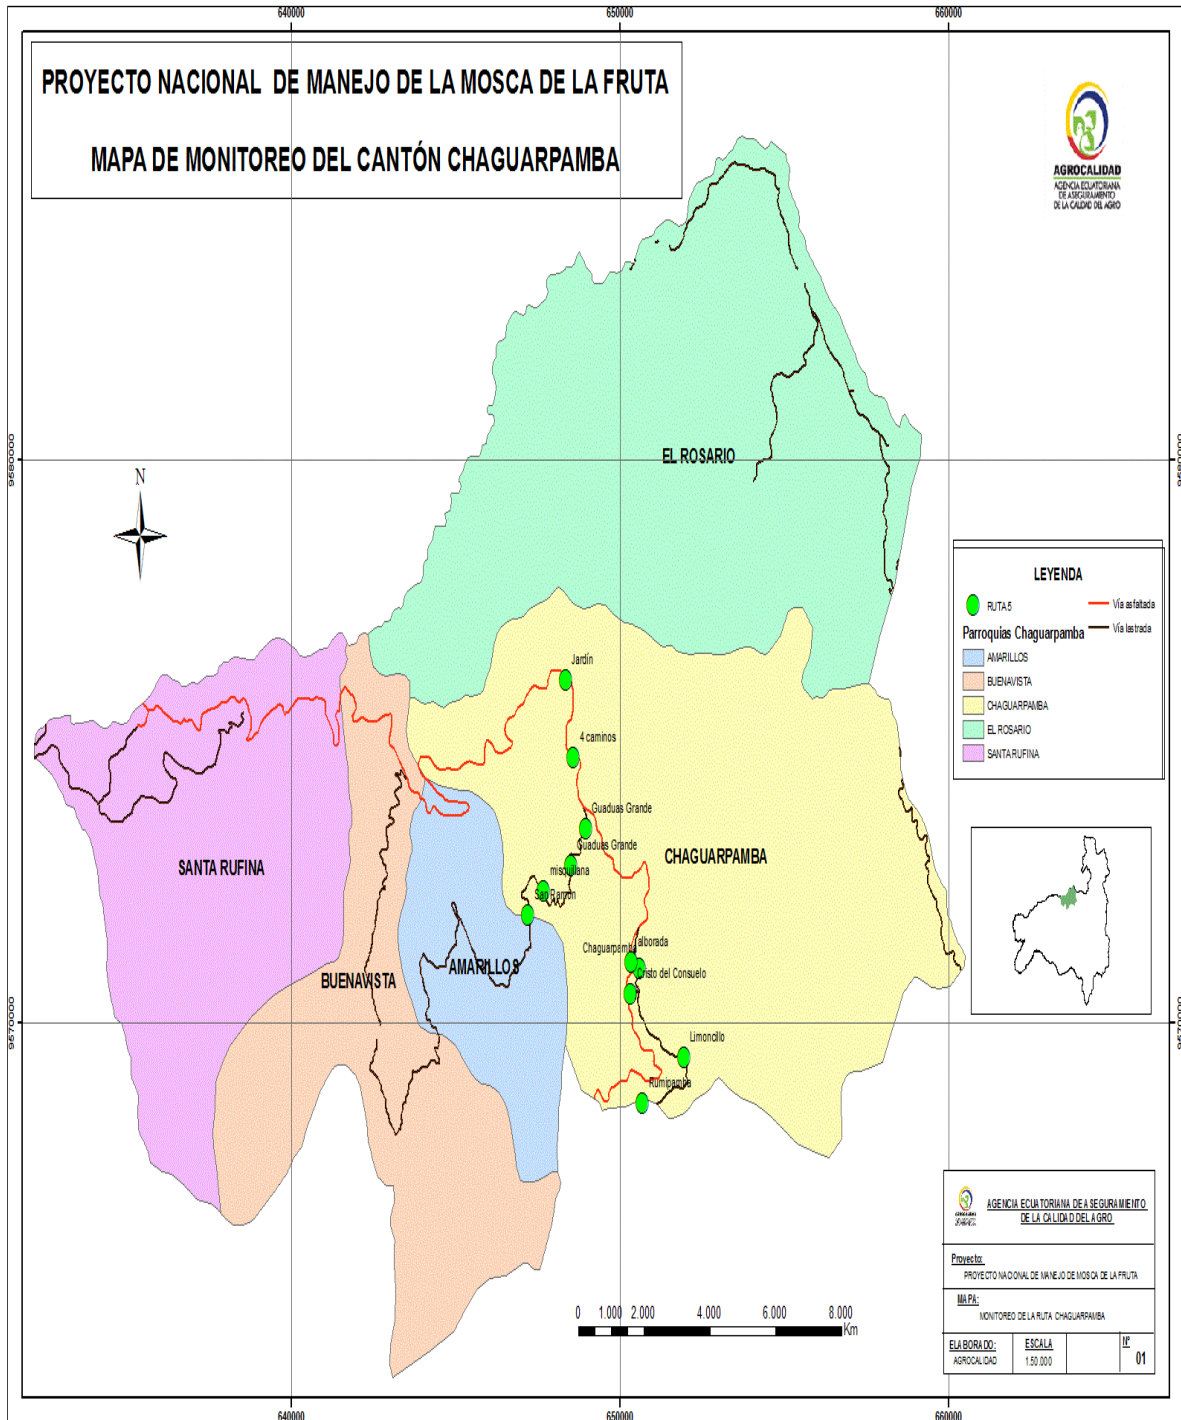 640000
650000
660000
PROYECTO NACIONAL DE MANEJO DE LA MOSCA DE LA FRUTA
MAPA DE MONITOREO DEL CANTÓN CHAGUARPAMBA
AGROCALIDAD
AGENCIA ECUATORIANA
DE ASEGURAMIENTO
DE LA CALIDAD DEL AGRO
9580000
9580000
EL ROSARIO
N
LEYENDA
RUTA 5
Vía asfaltada
Vía lastrada
Parroquias Chaguarpamba
AMARILLOS
BUENAVISTA
CHAGUARPAMBA
EL ROSARIO
SANTA RUFINA
Jardín
4 caminos
Guaduas Grande
Guaduas Grande
CHAGUARPAMBA
SANTA RUFINA
misquillana
San Ramon
Chaguarpamba
alborada
Cristo del Consuelo
AMARILLOS
BUENAVISTA
9570000
9570000
Limoncillo
Rumipamba
AGENCIA ECUATORIANA DE ASEGURAMIENTO
DE LA CALIDAD DEL AGRO
AGROCALIDAD
Proyecto:
PROYECTO NACIONAL DE MANEJO DE MOSCA DE LA FRUTA
MAPA:
MONITOREO DE LA RUTA CHAGUARPAMBA
ELABORADO:
AGROCALIDAD
ESCALA
1:50.000
Nº
01
0 1.000 2.000 4.000 6.000 8.000
Km
640000
650000
660000